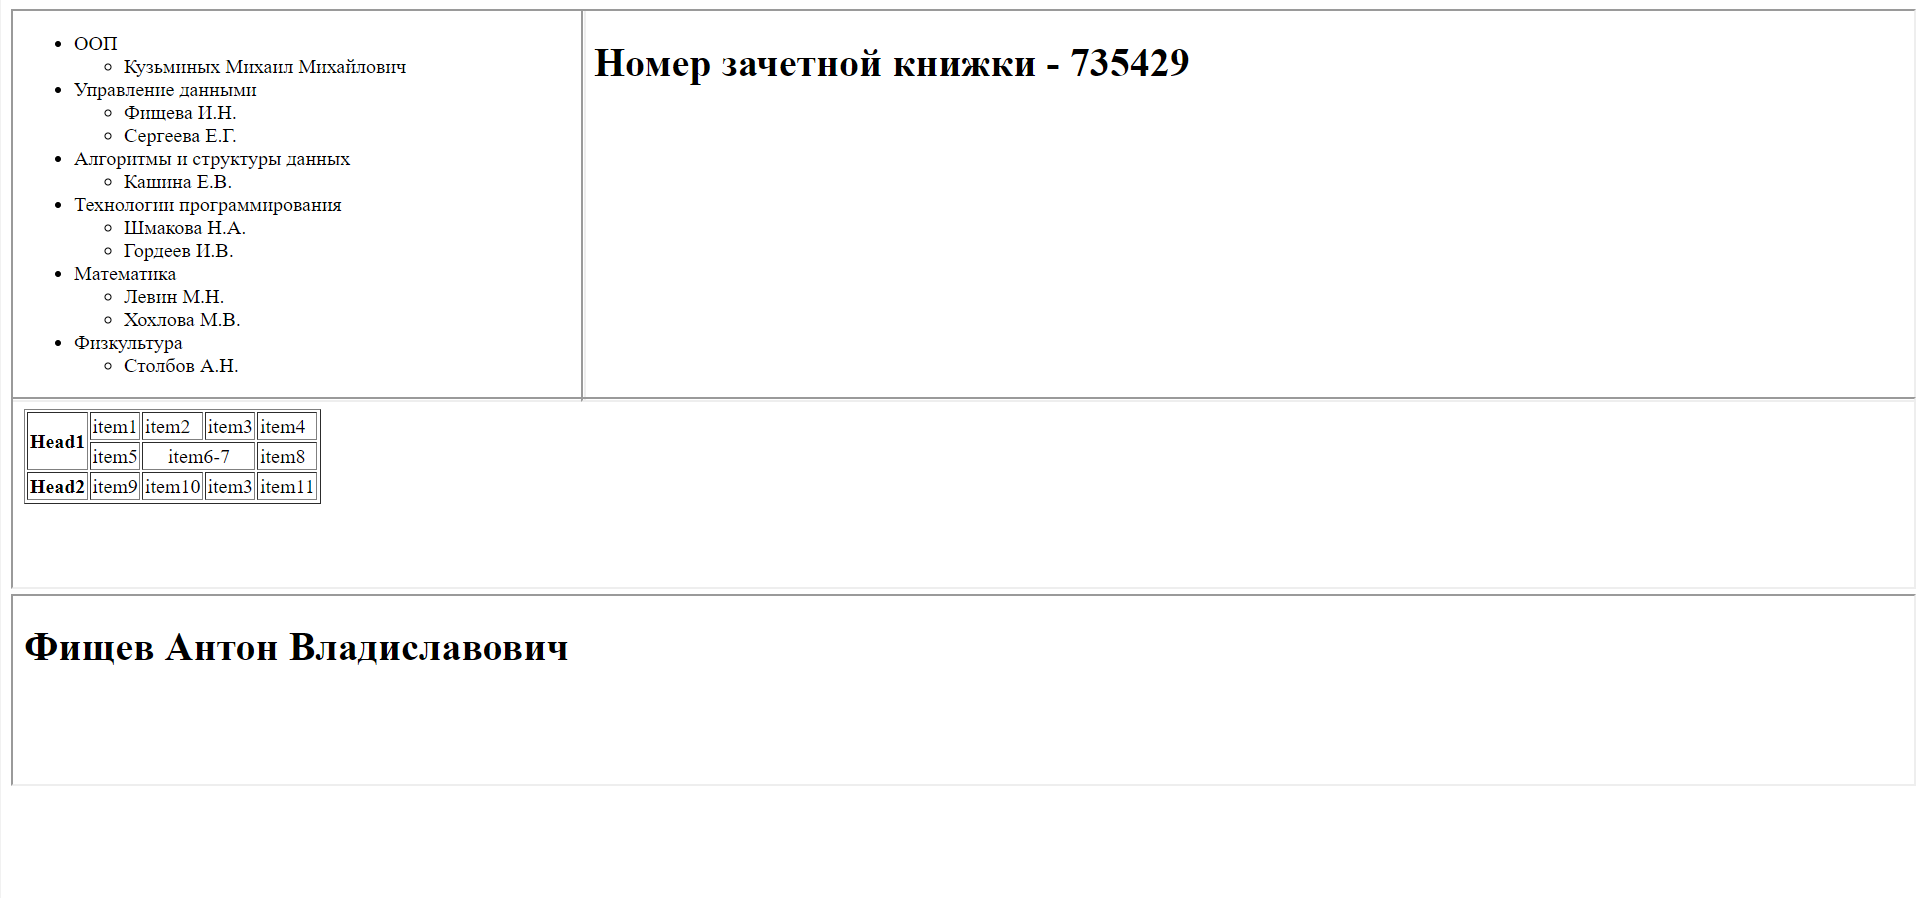 ООП
Кузьминых Михаил Михайлович
Управление данными
Фищева И.Н.
Сергеева Е.Г.
Алгоритмы и структуры данных
Кашина Е.В.
Технологии программирования
Шмакова Н.А.
Гордеев И.В.
Математика
Левин М.Н.
Хохлова М.В.
Физкультура
Столбов А.Н.
Номер зачетной книжки - 735429
Head1 item1 item2 item3 item4
item5 item6-7 item8
Head2 item9 item10 item3 item11
Фищев Антон Владиславович